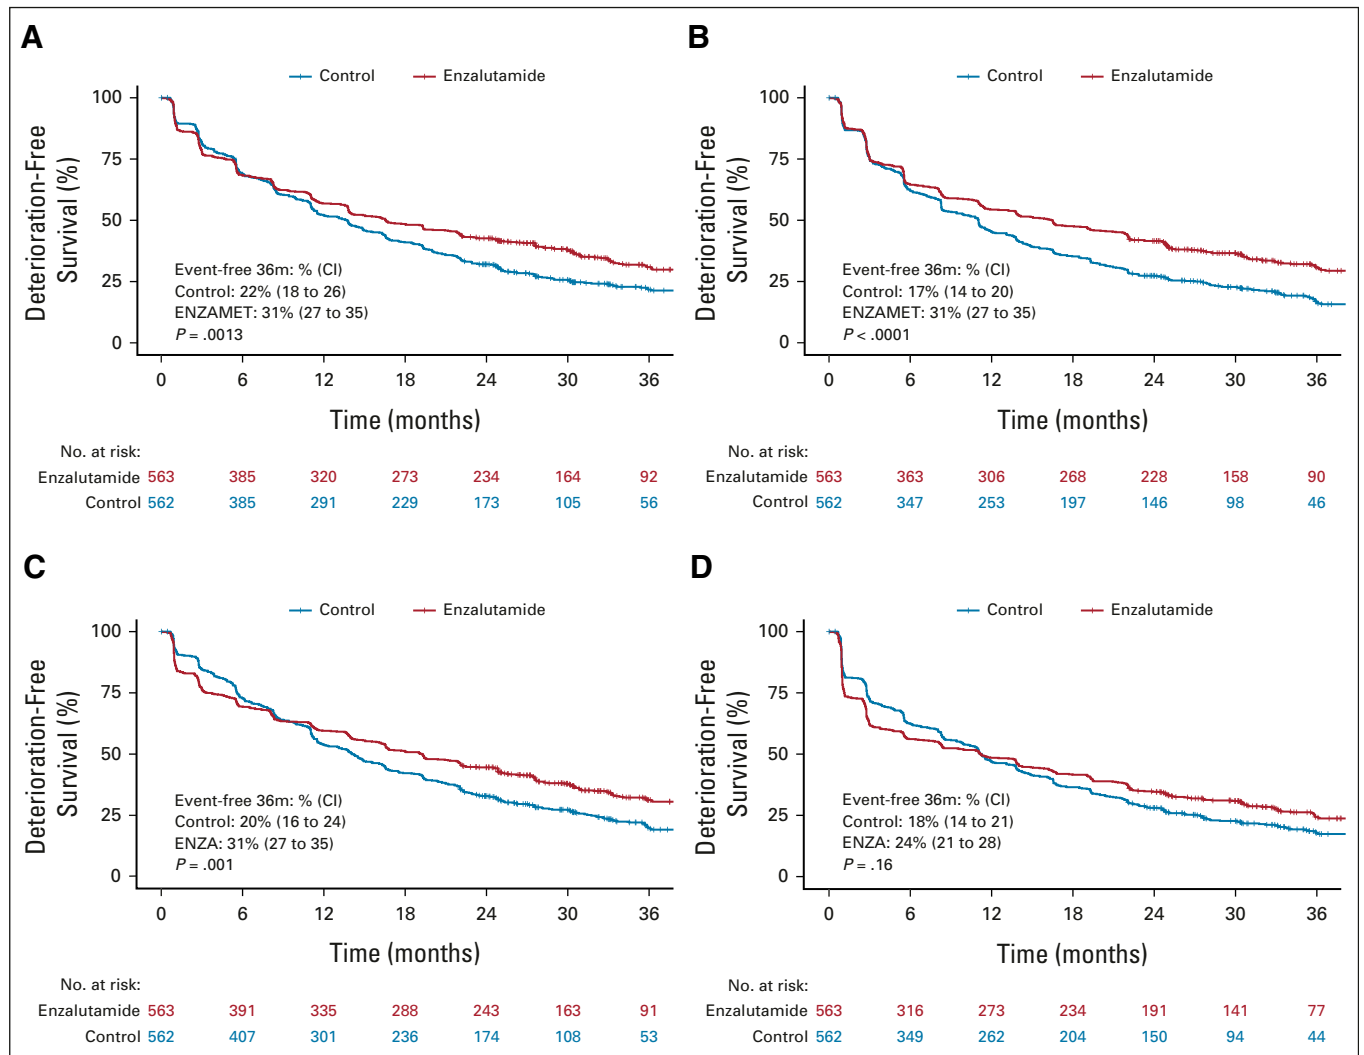 A
Control Enzalutamide
Deterioration-Free
Survival (%)
100
75
50
25
0
Event-free 36m: % (CI)
Control: 22% (18 to 26)
ENZAMET: 31% (27 to 35)
P = .0013
0 6 12 18 24 30 36
Time (months)
No. at risk:
Enzalutamide 563 385 320 273 234 164 92
Control 562 385 291 229 173 105 56
B
Control Enzalutamide
Deterioration-Free
Survival (%)
100
75
50
25
0
Event-free 36m: % (CI)
Control: 17% (14 to 20)
ENZAMET: 31% (27 to 35)
P < .0001
0 6 12 18 24 30 36
Time (months)
No. at risk:
Enzalutamide 563 363 306 268 228 158 90
Control 562 347 253 197 146 98 46
C
Control Enzalutamide
Deterioration-Free
Survival (%)
100
75
50
25
0
Event-free 36m: % (CI)
Control: 20% (16 to 24)
ENZA: 31% (27 to 35)
P = .001
0 6 12 18 24 30 36
Time (months)
No. at risk:
Enzalutamide 563 391 335 288 243 163 91
Control 562 407 301 236 174 108 53
D
Control Enzalutamide
Deterioration-Free
Survival (%)
100
75
50
25
0
Event-free 36m: % (CI)
Control: 18% (14 to 21)
ENZA: 24% (21 to 28)
P = .16
0 6 12 18 24 30 36
Time (months)
No. at risk:
Enzalutamide 563 316 273 234 191 141 77
Control 562 349 262 204 150 94 44